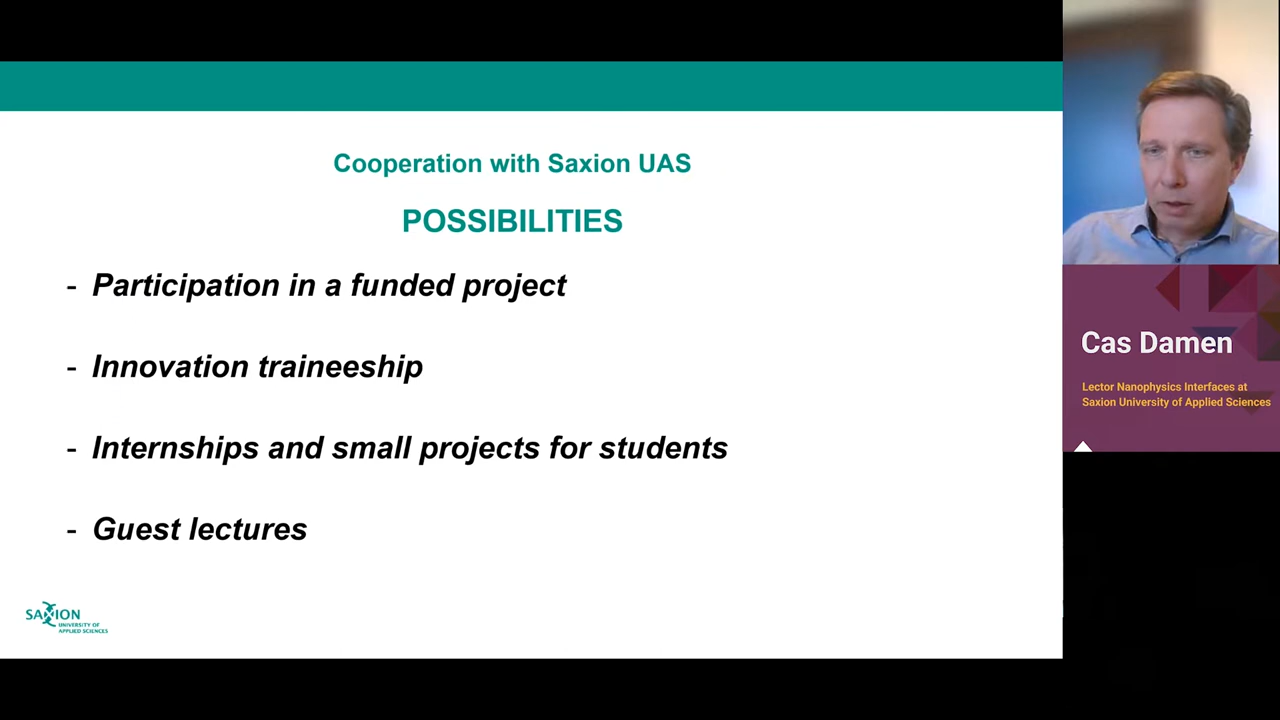 Cooperation with Saxion UAS
POSSIBILITIES
- Participation in a funded project
- Innovation traineeship
- Internships and small projects for students
- Guest lectures
SAXION
UNIVERSITY OF
APPLIED SCIENCES
Cas Damen
Lector Nanophysics Interfaces at
Saxion University of Applied Sciences